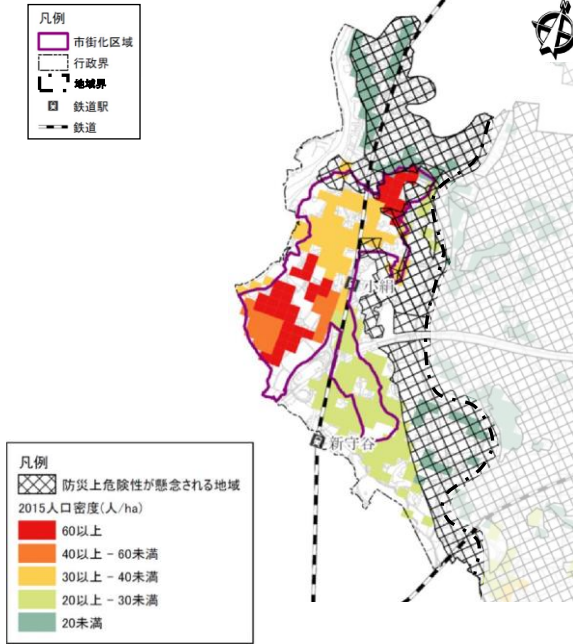 凡例
市街化区域
行政界
地域界
鉄道駅
鉄道
小絹
新守谷
凡例
防災上危険性が懸念される地域
2015人口密度(人/ha)
60以上
40以上 - 60未満
30以上 - 40未満
20以上 - 30未満
20未満